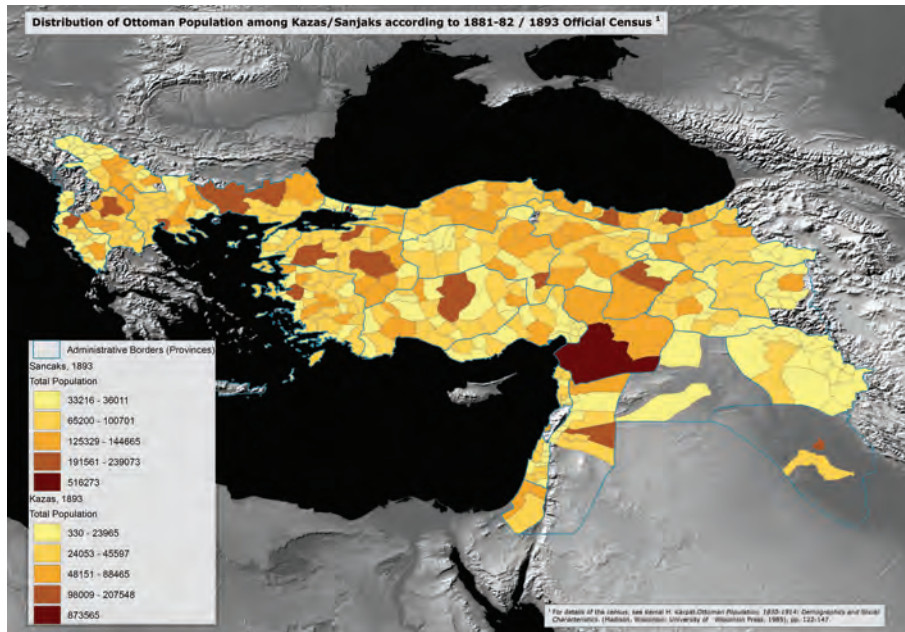 Distribution of Ottoman Population among Kazas/Sanjaks according to 1881-82 / 1893 Official Census ¹
Administrative Borders (Provinces)
Sancaks, 1893
Total Population
33216 - 36011
65200 - 100701
125329 - 144665
191561 - 239073
516273
Kazas, 1893
Total Population
330 - 23965
24053 - 45597
48151 - 88465
98009 - 207548
873565
¹ For details of the census, see Kemal H. Karpat Ottoman Population, 1830-1914: Demographics and Social
Characteristics. (Madison, Wisconsin: University of Wisconsin Press, 1985), pp. 122-147.